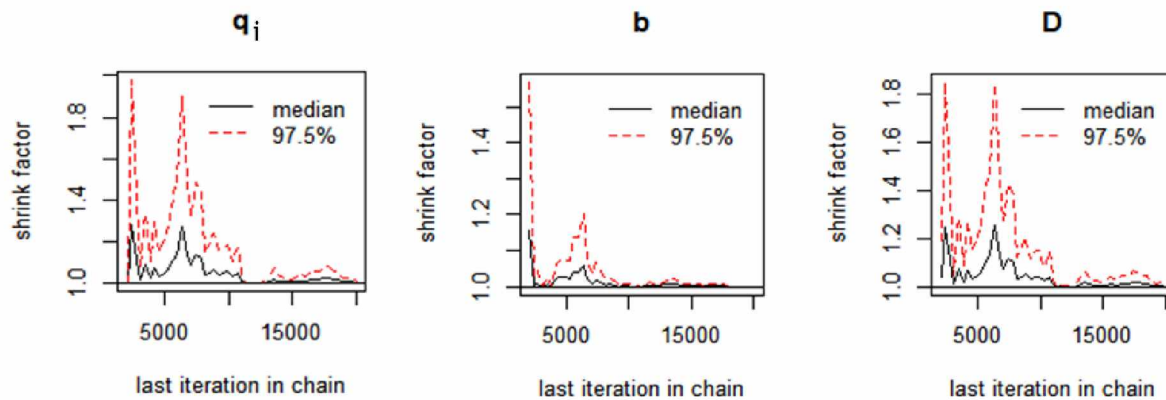 qi b D
shrink factor
1.0 1.4 1.8
median
97.5%
5000 15000
last iteration in chain
shrink factor
1.0 1.2 1.4
median
97.5%
5000 15000
last iteration in chain
shrink factor
1.0 1.2 1.4 1.6 1.8
median
97.5%
5000 15000
last iteration in chain